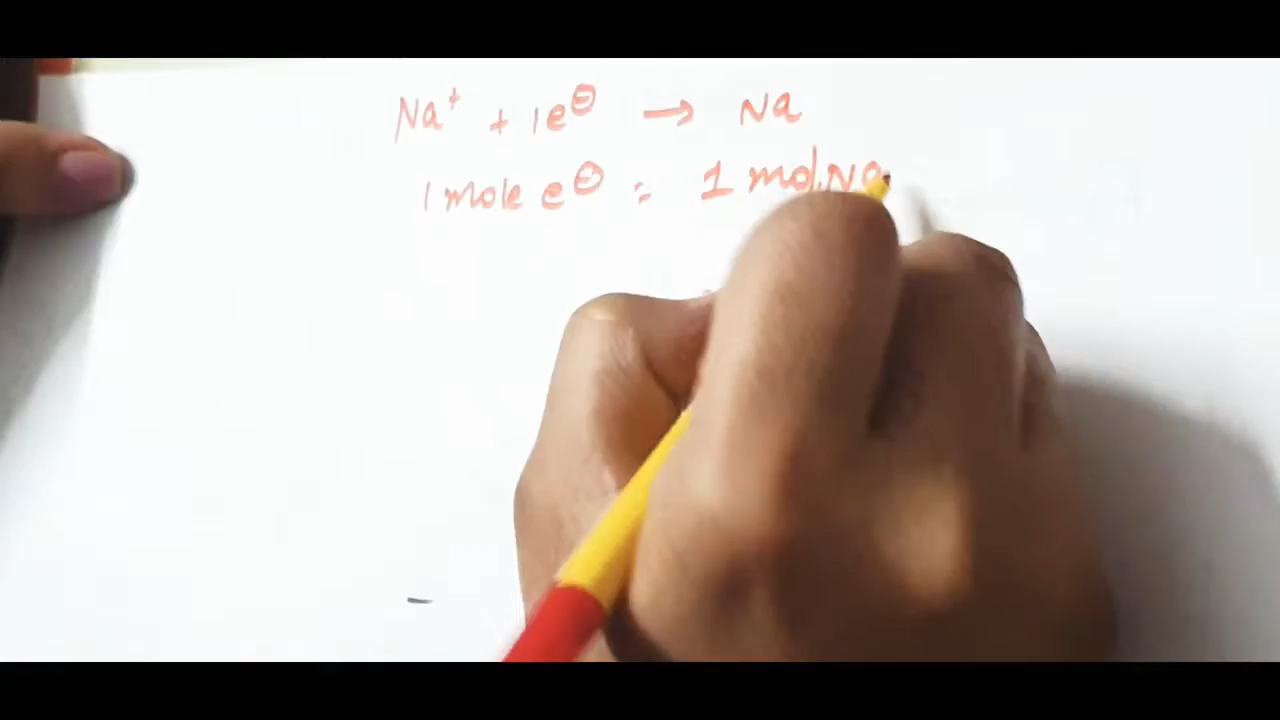 Na⁺ + 1e⊖ → Na
1 mole e⊖ = 1 mol. Na